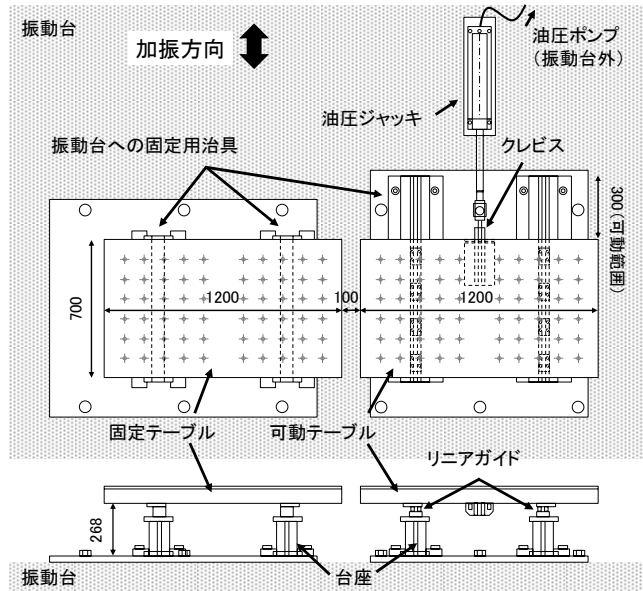 振動台
加振方向
油圧ポンプ
(振動台外)
油圧ジャッキ
クレビス
振動台への固定用治具
300(可動範囲)
1200
100
1200
700
固定テーブル
可動テーブル
リニアガイド
268
台座
振動台